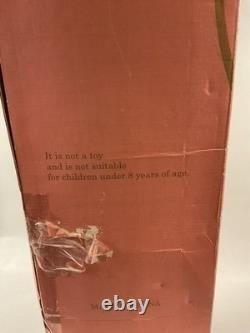 It is not a toy
and is not suitable
for children under 8 years of age.